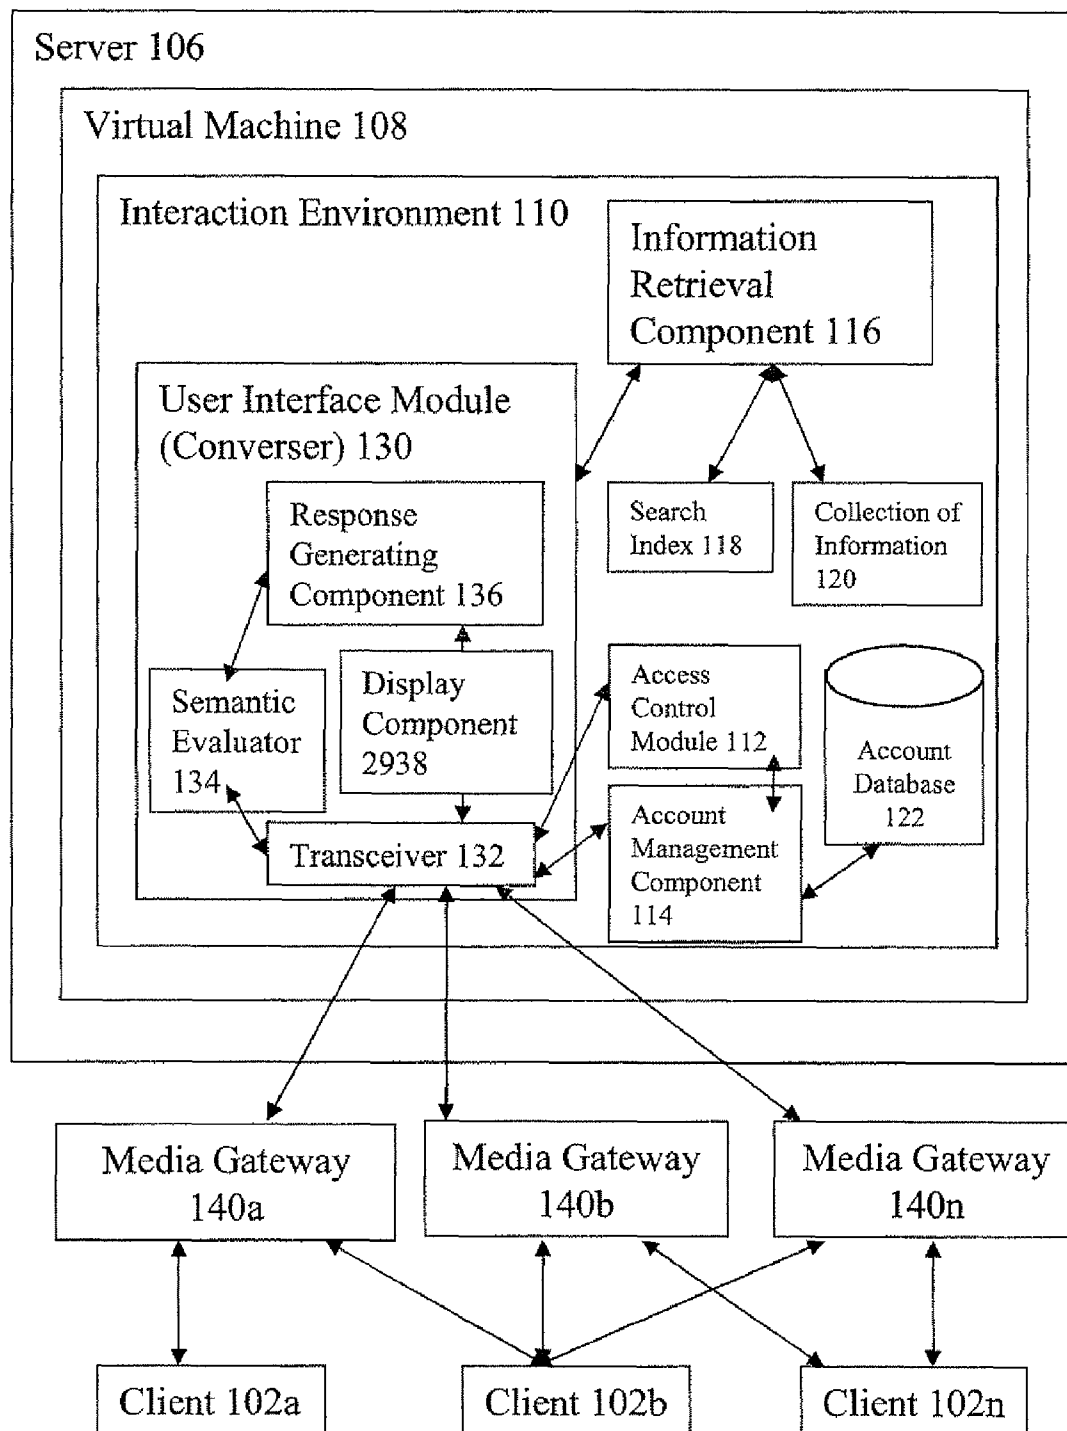 Server 106
Virtual Machine 108
Interaction Environment 110
Information
Retrieval
Component 116
User Interface Module
(Converser) 130
Response
Generating
Component 136
Search
Index 118
Collection of
Information
120
Semantic
Evaluator
134
Display
Component
2938
Access
Control
Module 112
Account
Database
122
Transceiver 132
Account
Management
Component
114
Media Gateway
140a
Media Gateway
140b
Media Gateway
140n
Client 102a
Client 102b
Client 102n